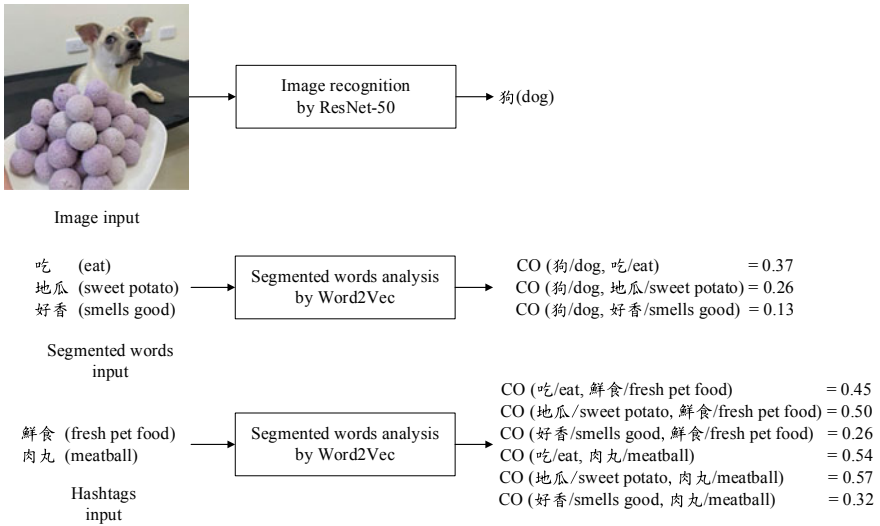 Image recognition
by ResNet-50
狗(dog)
Image input
吃 (eat)
地瓜 (sweet potato)
好香 (smells good)
Segmented words analysis
by Word2Vec
CO (狗/dog, 吃/eat) = 0.37
CO (狗/dog, 地瓜/sweet potato) = 0.26
CO (狗/dog, 好香/smells good) = 0.13
Segmented words
input
鮮食 (fresh pet food)
肉丸 (meatball)
Segmented words analysis
by Word2Vec
CO (吃/eat, 鮮食/fresh pet food) = 0.45
CO (地瓜/sweet potato, 鮮食/fresh pet food) = 0.50
CO (好香/smells good, 鮮食/fresh pet food) = 0.26
CO (吃/eat, 肉丸/meatball) = 0.54
CO (地瓜/sweet potato, 肉丸/meatball) = 0.57
CO (好香/smells good, 肉丸/meatball) = 0.32
Hashtags
input